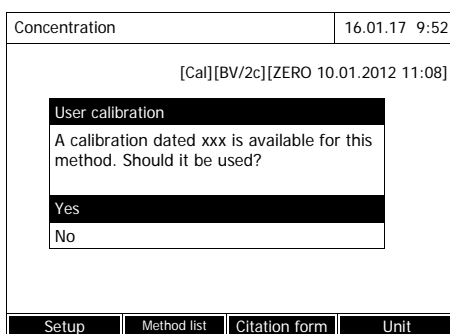 Concentration 16.01.17 9:52
[Cal][BV/2c][ZERO 10.01.2012 11:08]
User calibration
A calibration dated xxx is available for this
method. Should it be used?
Yes
No
Setup Method list Citation form Unit